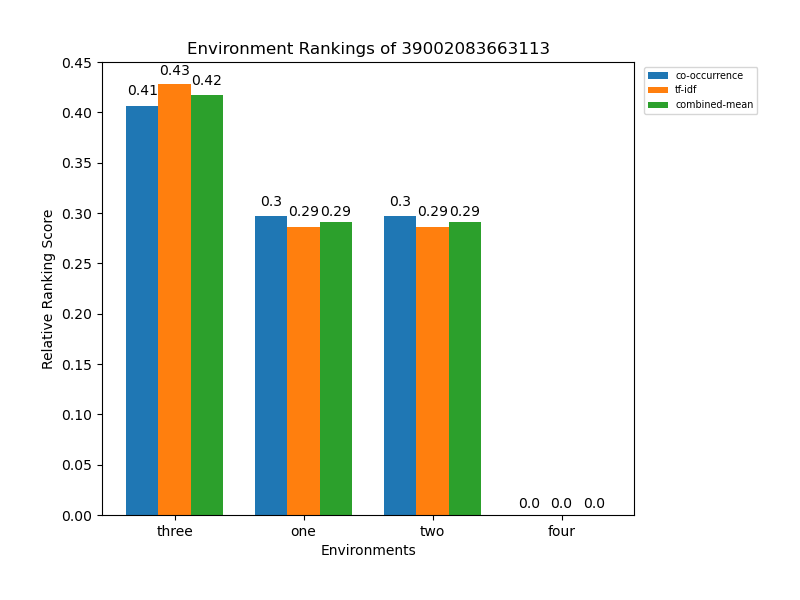 Environment Rankings of 39002083663113
co-occurrence
tf-idf
combined-mean
0.45
0.40
0.35
0.30
0.25
0.20
0.15
0.10
0.05
0.00
Relative Ranking Score
0.41 0.43 0.42
0.3 0.29 0.29
0.3 0.29 0.29
0.0 0.0 0.0
three one two four
Environments